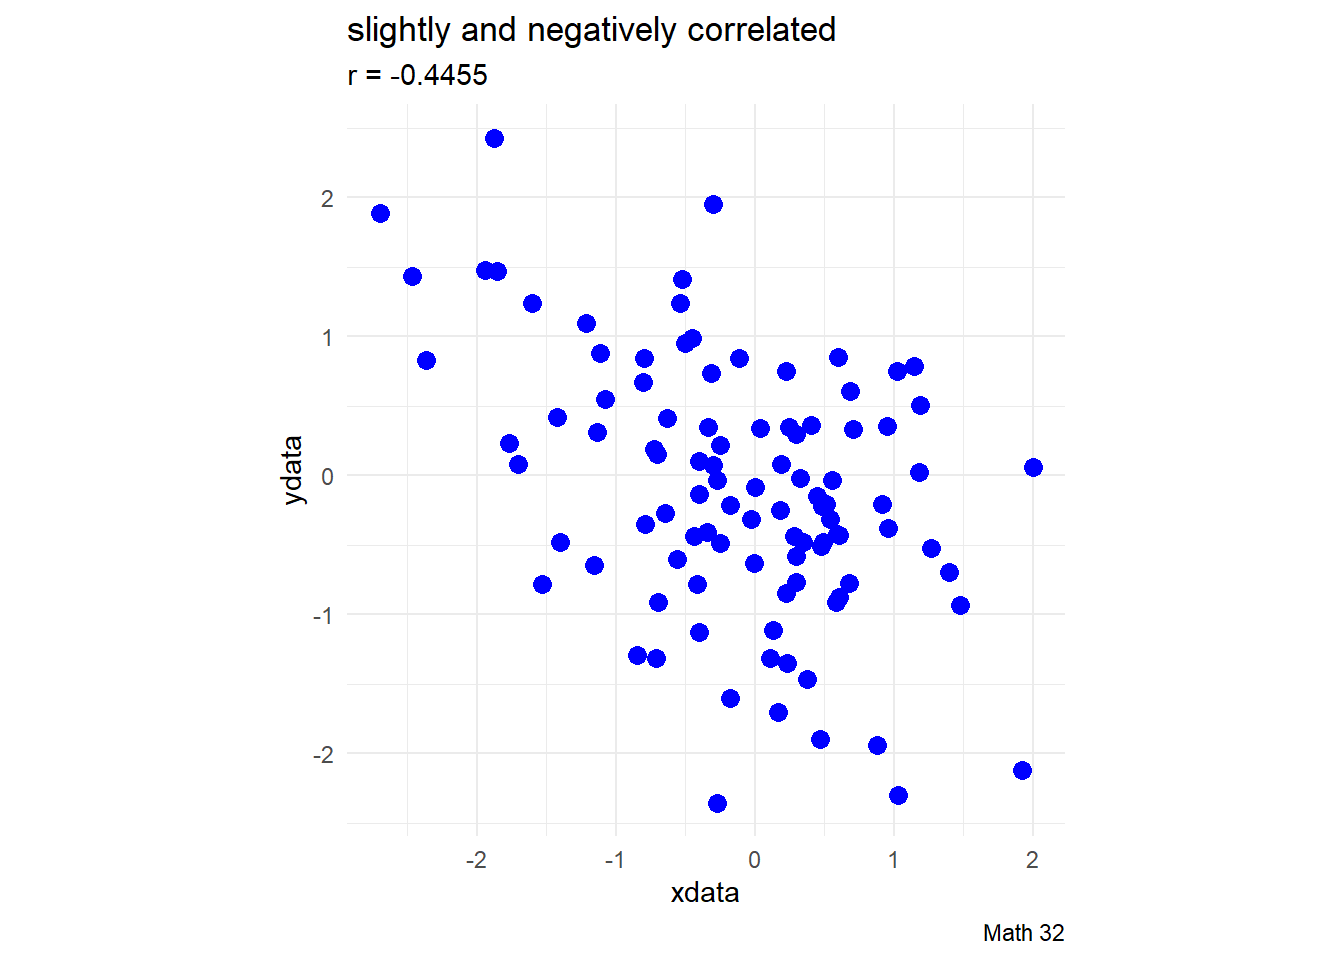 slightly and negatively correlated
r = -0.4455
2
1
0
-1
-2
ydata
-2
-1
0
1
2
xdata
Math 32